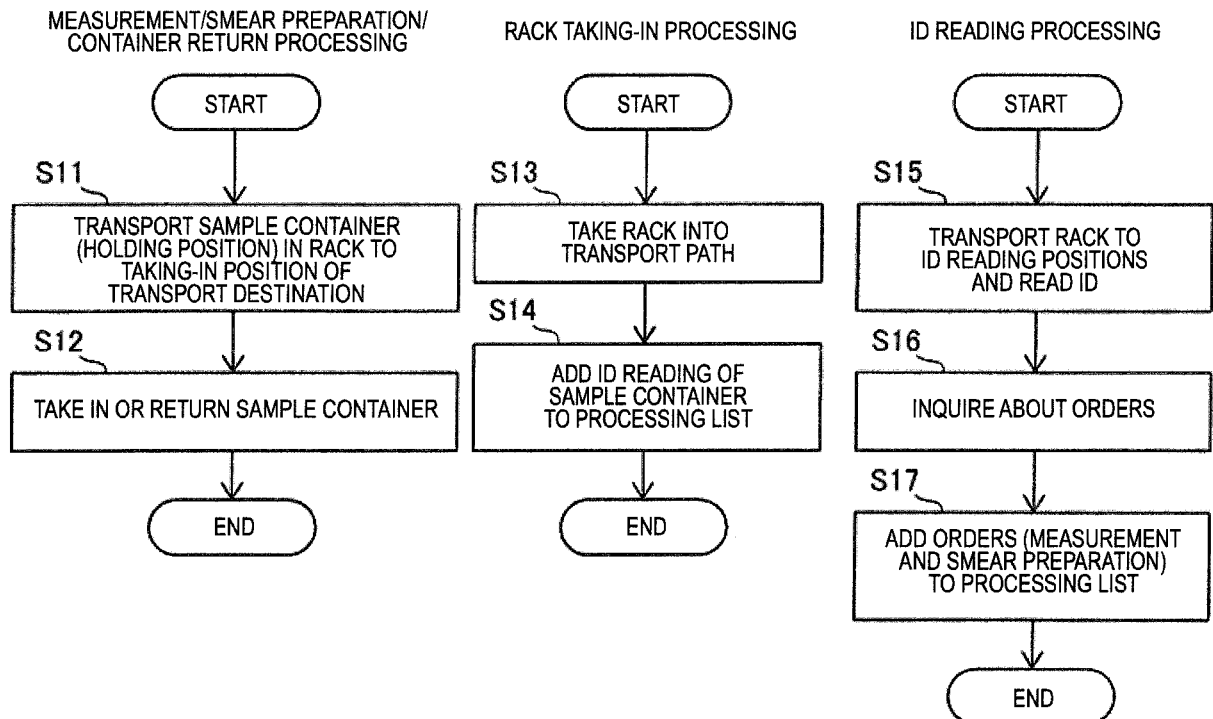 MEASUREMENT/SMEAR PREPARATION/
CONTAINER RETURN PROCESSING
START
S11
TRANSPORT SAMPLE CONTAINER
(HOLDING POSITION) IN RACK TO
TAKING-IN POSITION OF
TRANSPORT DESTINATION
S12
TAKE IN OR RETURN SAMPLE CONTAINER
END
RACK TAKING-IN PROCESSING
START
S13
TAKE RACK INTO
TRANSPORT PATH
S14
ADD ID READING OF
SAMPLE CONTAINER
TO PROCESSING LIST
END
ID READING PROCESSING
START
S15
TRANSPORT RACK TO
ID READING POSITIONS
AND READ ID
S16
INQUIRE ABOUT ORDERS
S17
ADD ORDERS (MEASUREMENT
AND SMEAR PREPARATION)
TO PROCESSING LIST
END